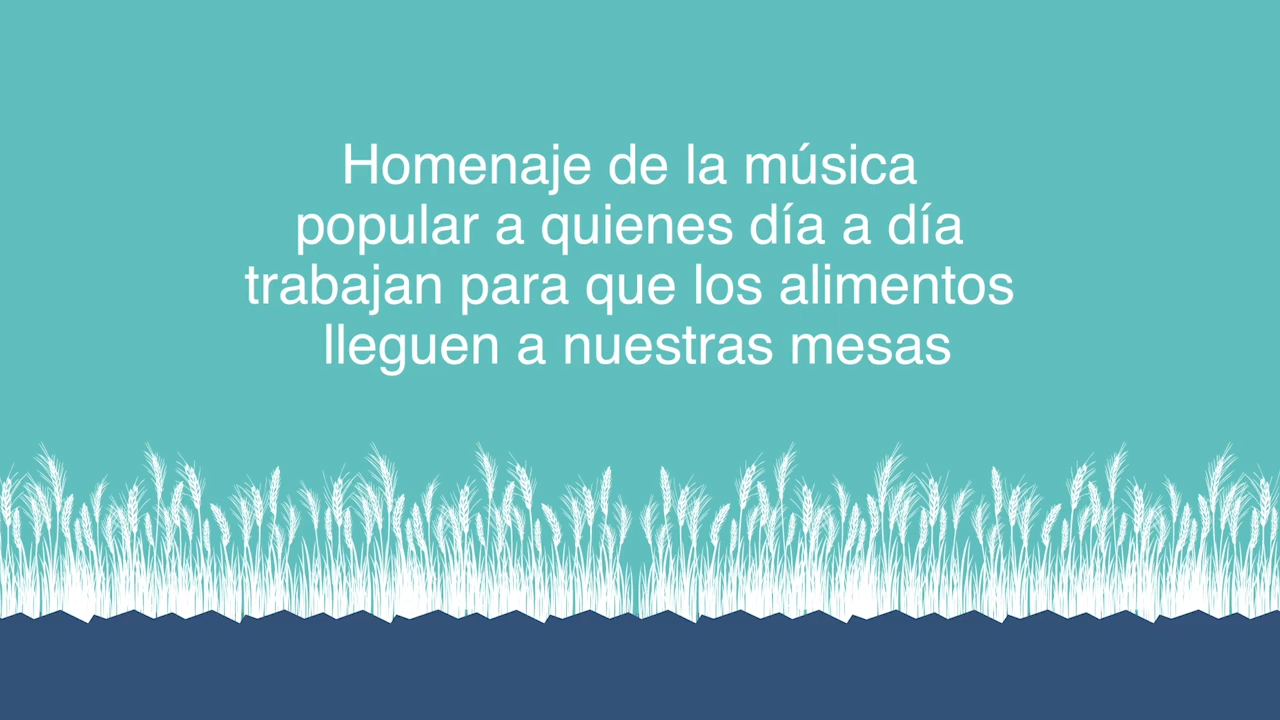 Homenaje de la música
popular a quienes día a día
trabajan para que los alimentos
lleguen a nuestras mesas